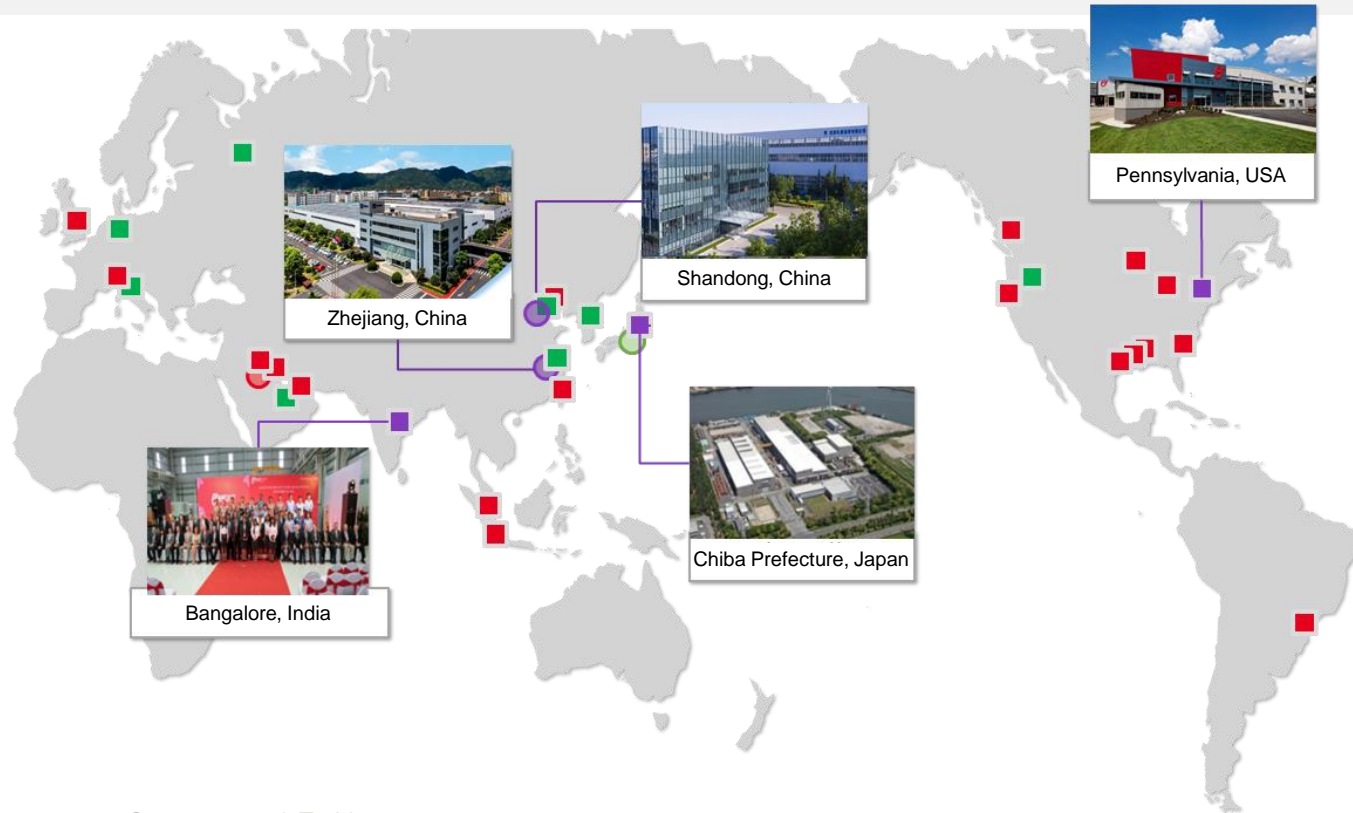 Pennsylvania, USA
Shandong, China
Zhejiang, China
Chiba Prefecture, Japan
Bangalore, India